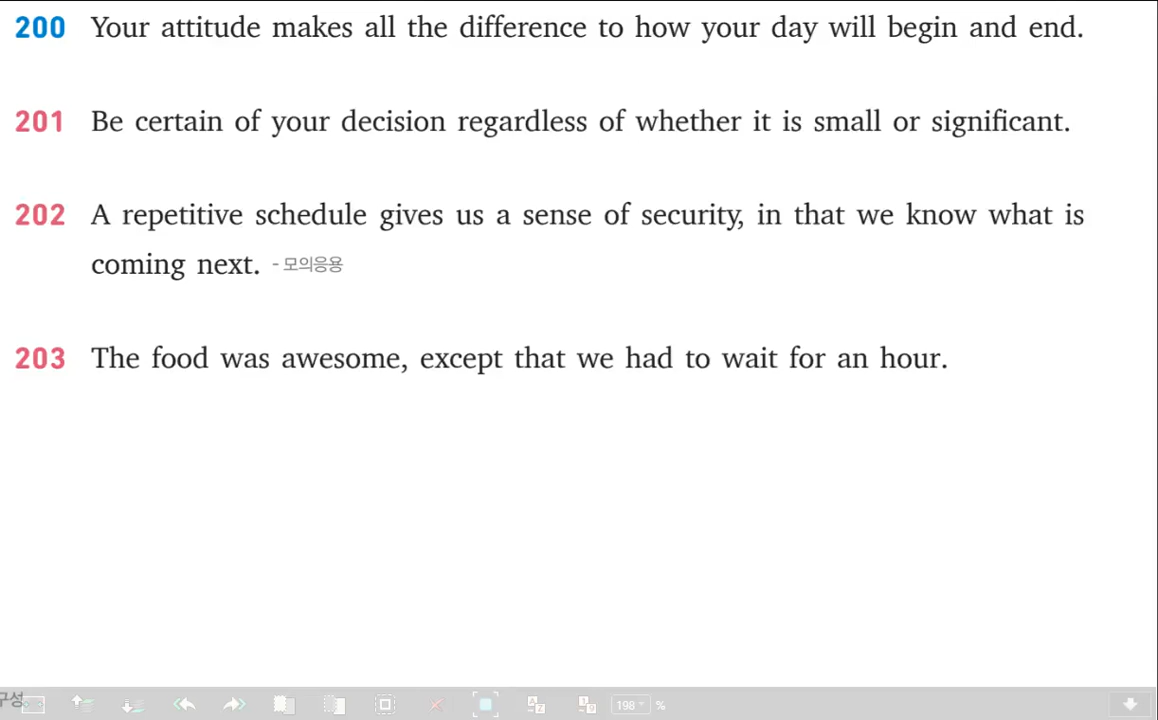 200 Your attitude makes all the difference to how your day will begin and end.
201 Be certain of your decision regardless of whether it is small or significant.
202 A repetitive schedule gives us a sense of security, in that we know what is
coming next. - 모의응용
203 The food was awesome, except that we had to wait for an hour.
구성
198 %